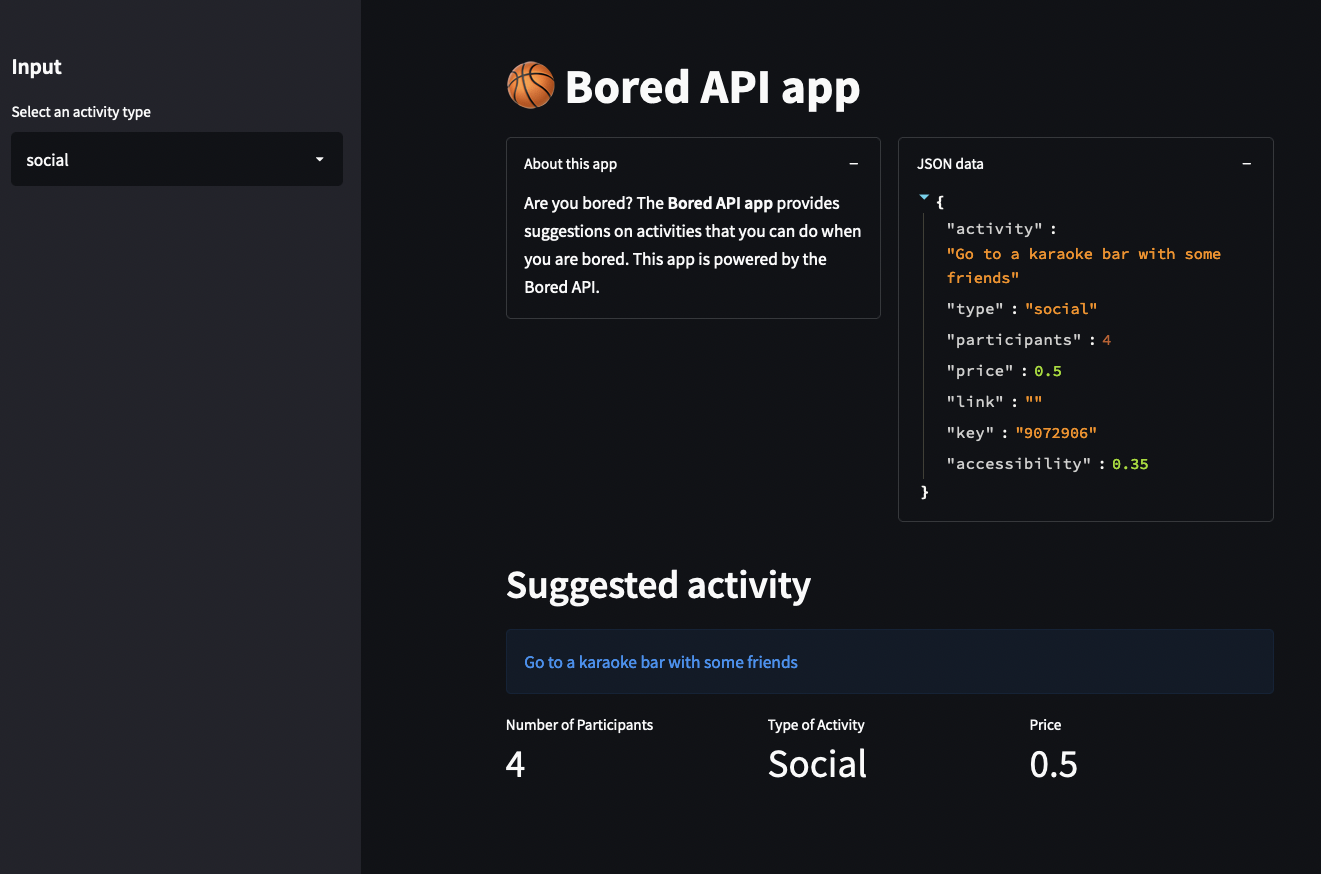 Input
Select an activity type
social
🏀 Bored API app
About this app
Are you bored? The Bored API app provides
suggestions on activities that you can do when
you are bored. This app is powered by the
Bored API.
JSON data
{
"activity" :
"Go to a karaoke bar with some
friends"
"type" : "social"
"participants" : 4
"price" : 0.5
"link" : ""
"key" : "9072906"
"accessibility" : 0.35
}
Suggested activity
Go to a karaoke bar with some friends
Number of Participants
4
Type of Activity
Social
Price
0.5